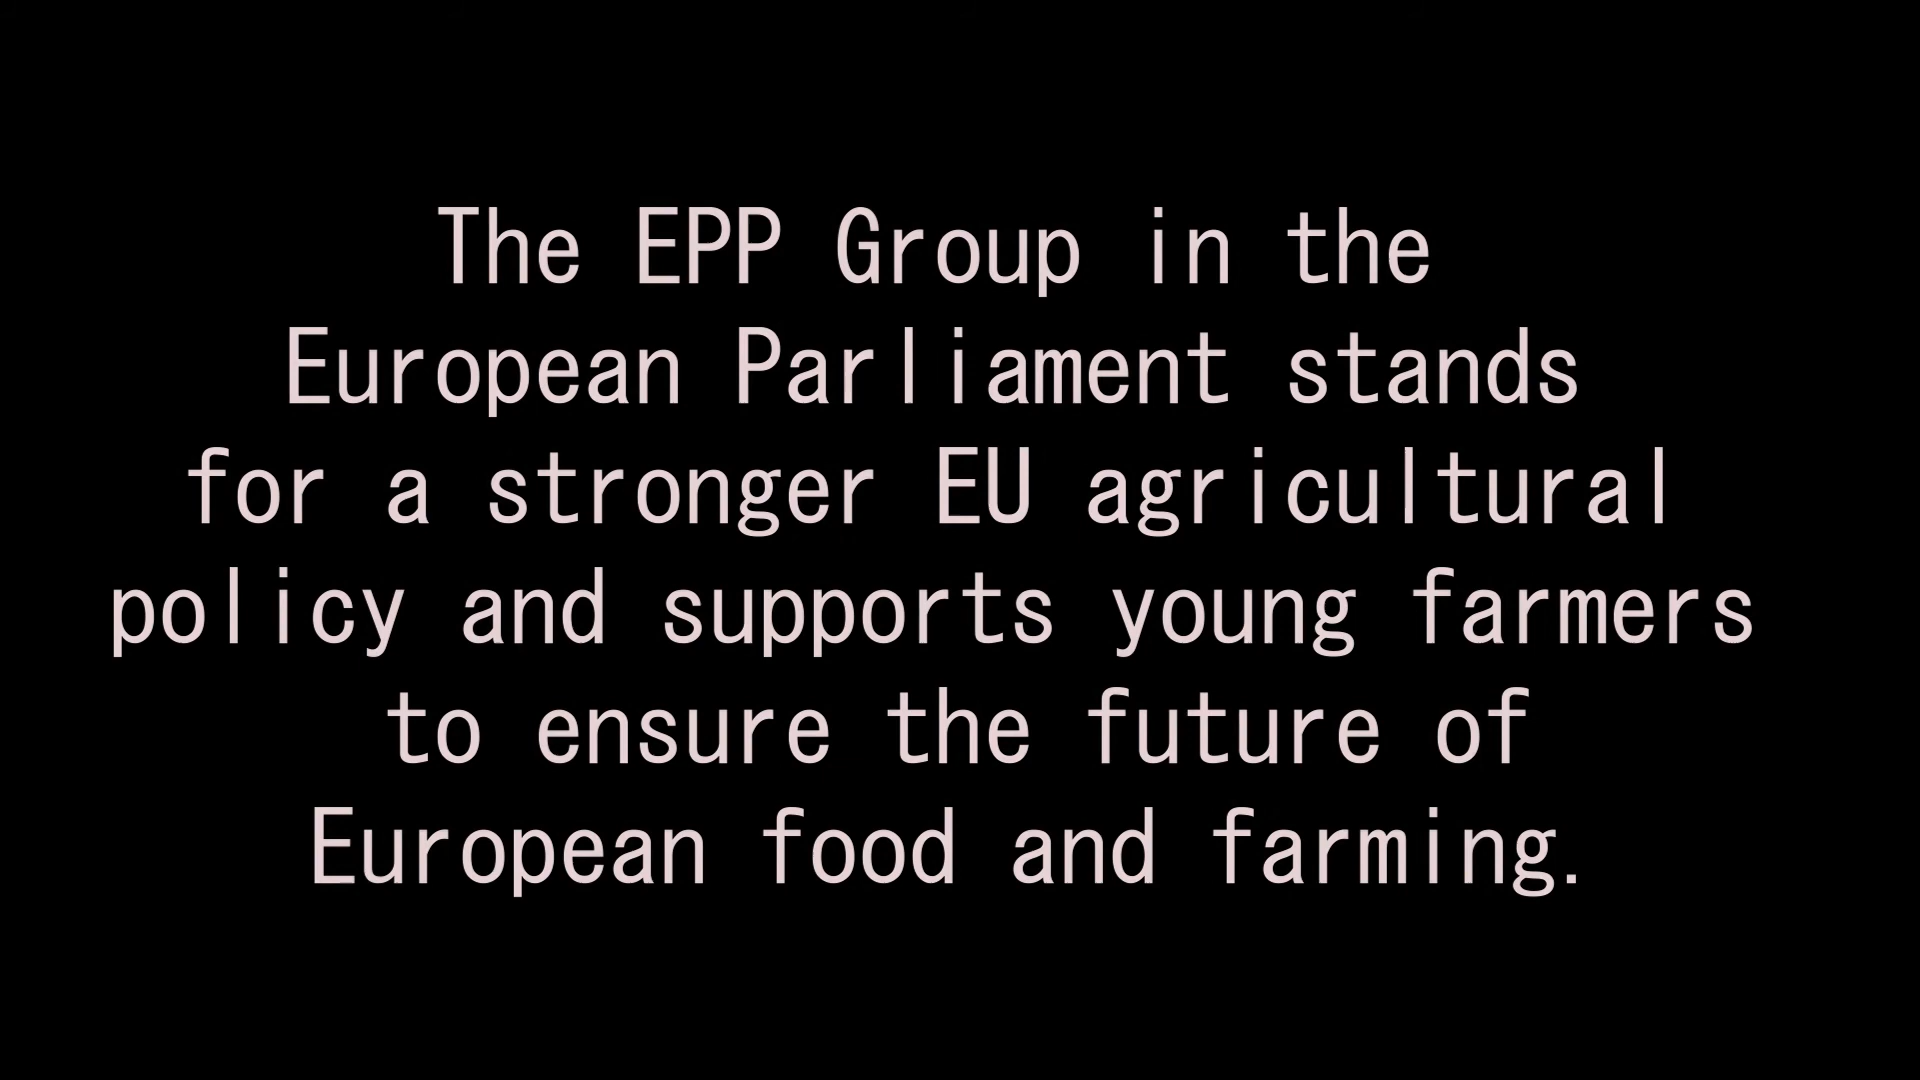 The EPP Group in the
European Parliament stands
for a stronger EU agricultural
policy and supports young farmers
to ensure the future of
European food and farming.